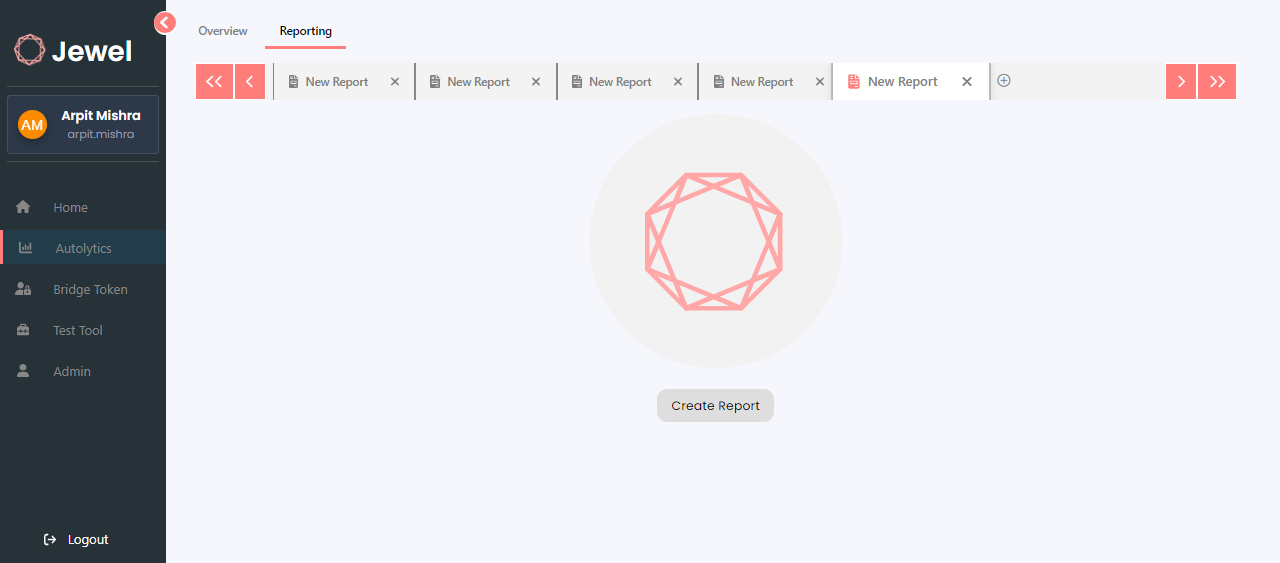 Jewel
AM
Arpit Mishra
arpit.mishra
Home
Autolytics
Bridge Token
Test Tool
Admin
Logout
Overview Reporting
New Report New Report New Report New Report New Report
Create Report